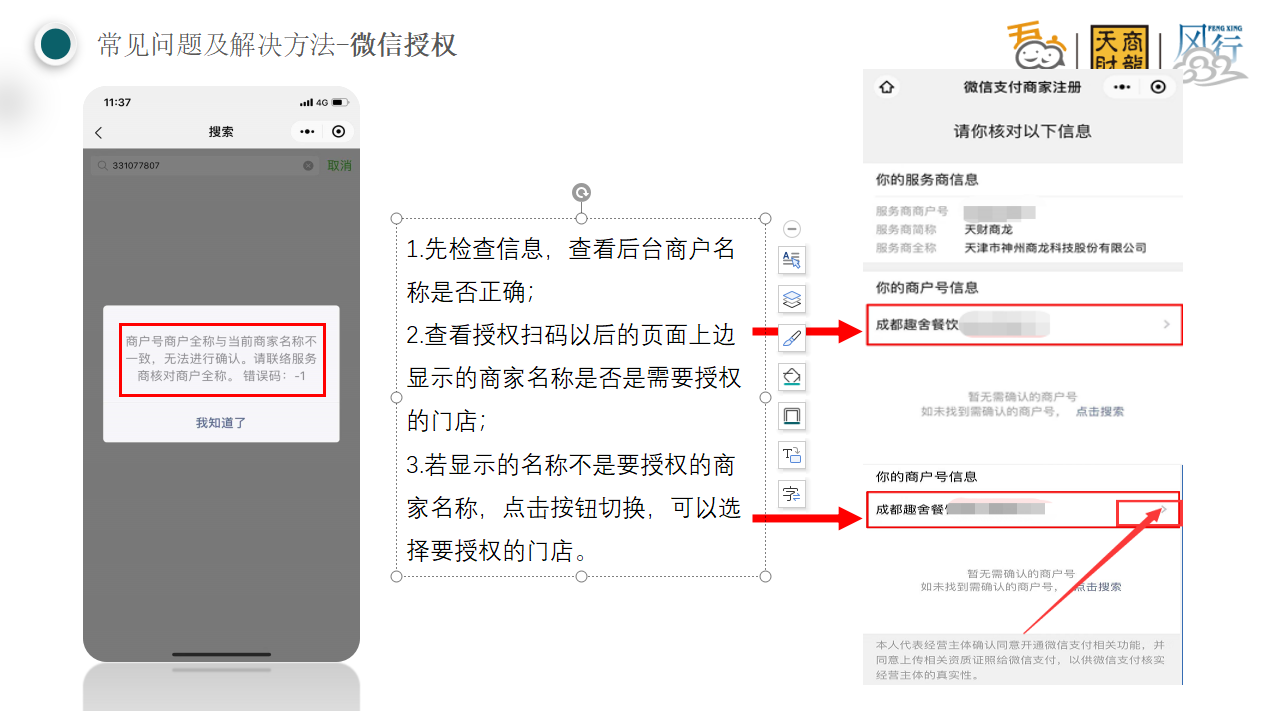 常见问题及解决方法-微信授权
吾个
天商
财龍
风行
FENG XING
232
11:37
4G
搜索
331077807
取消
商户号商户全称与当前商家名称不
一致，无法进行确认。请联络服务
商核对商户全称。 错误码：-1
我知道了
1.先检查信息，查看后台商户名
称是否正确；
2.查看授权扫码以后的页面上边
显示的商家名称是否是需要授权
的门店；
3.若显示的名称不是要授权的商
家名称，点击按钮切换，可以选
择要授权的门店。
微信支付商家注册
请你核对以下信息
你的服务商信息
服务商商户号
服务商简称 天财商龙
服务商全称 天津市神州商龙科技股份有限公司
你的商户号信息
成都趣舍餐饮
暂无需确认的商户号
如未找到需确认的商户号， 点击搜索
你的商户号信息
成都趣舍餐饮
暂无需确认的商户号
如未找到需确认的商户号， 点击搜索
本人代表经营主体确认同意开通微信支付相关功能，并
同意上传相关资质证照给微信支付，以供微信支付核实
经营主体的真实性。